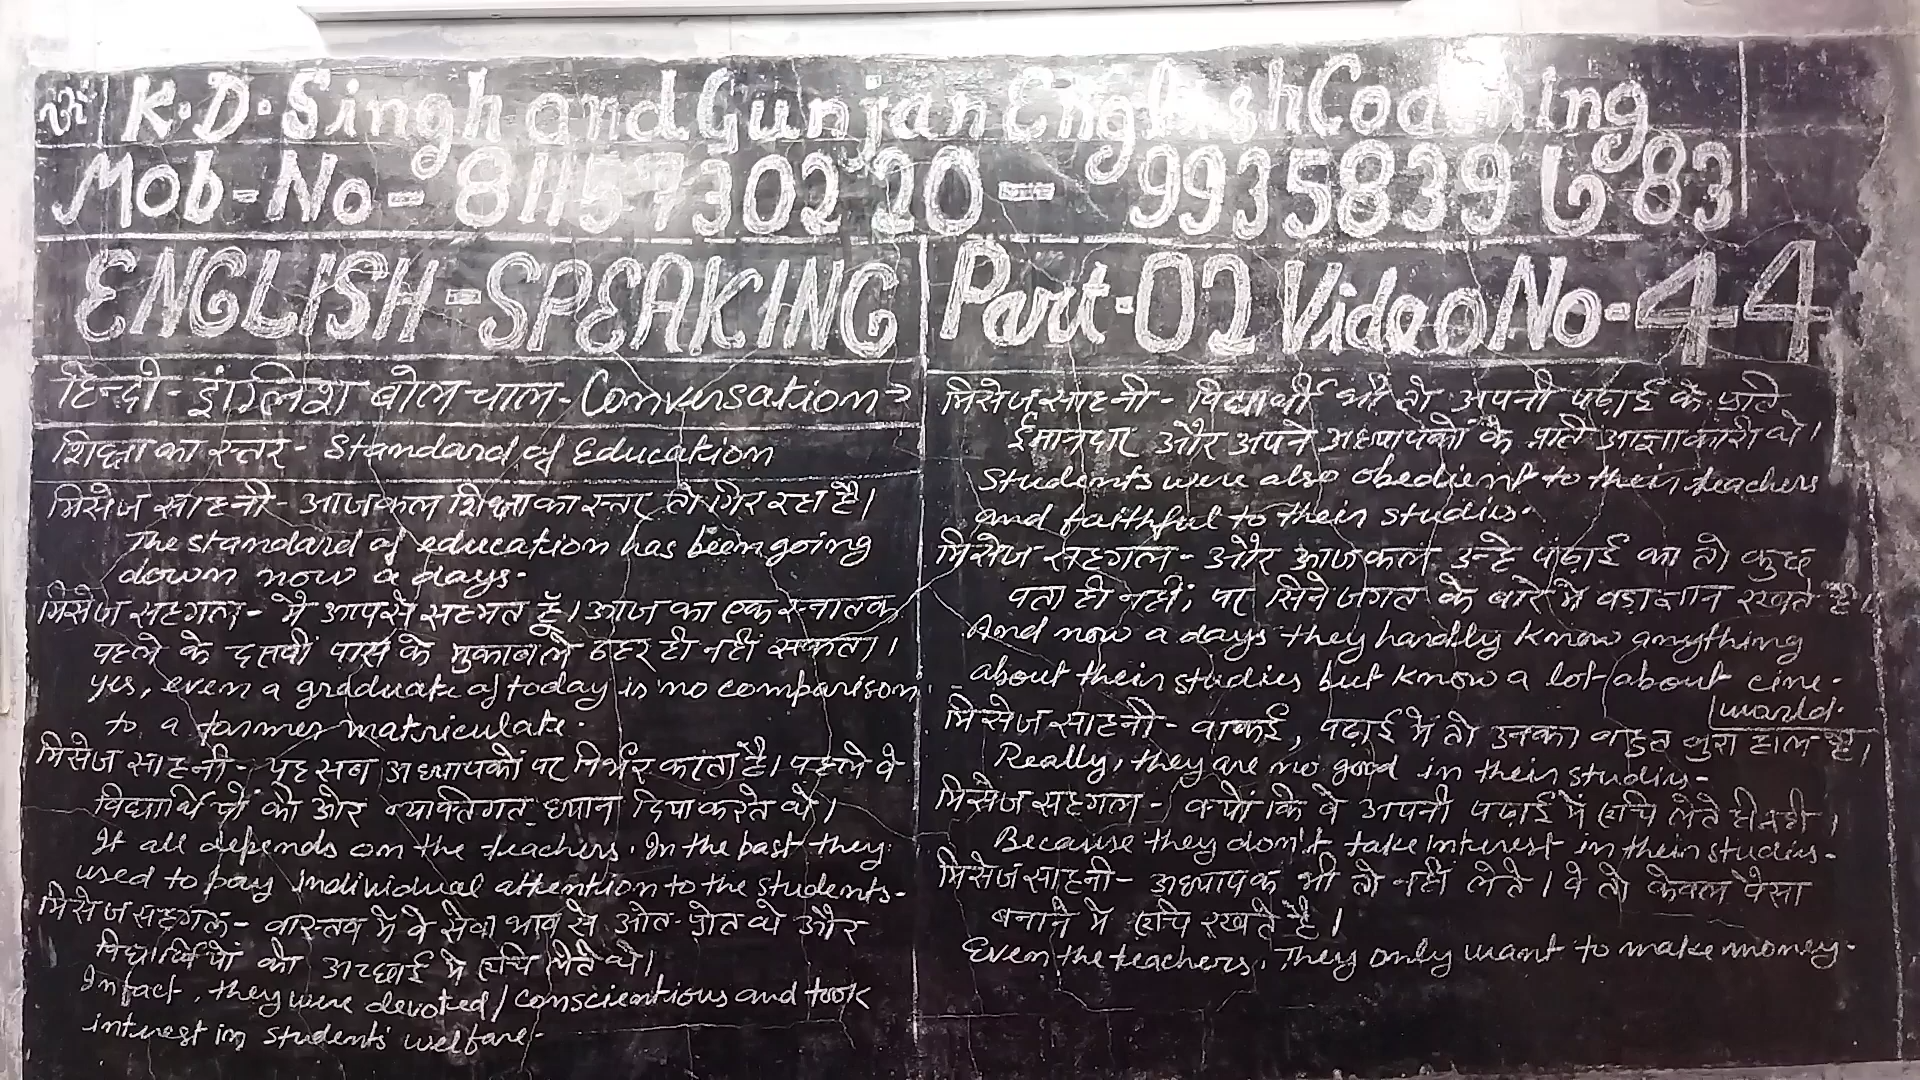 ॐ K.D. Singh and Gunjan English Coaching
Mob-No- 8115730220 -- 9935839683
ENGLISH-SPEAKING
हिन्दी-इंग्लिश बोलचाल-Conversation→
शिक्षा का स्तर- Standard of Education
मिसेज साहनी- आजकल शिक्षा का स्तर तो गिर रहा है।
The standard of education has been going
down now a days.
मिसेज सहगल- मैं आपसे सहमत हूँ। आज का एक स्नातक
पहले के दसवीं पास के मुकाबले ठहर ही नहीं सकता।
Yes, even a graduate of today is no comparison
to a former matriculate.
मिसेज साहनी- यह सब अध्यापकों पर निर्भर करता है। पहले वे
विद्यार्थियों की ओर व्यक्तिगत ध्यान दिया करते थे।
It all depends on the teachers. In the past they
used to pay individual attention to the students.
मिसेज सहगल- वास्तव में वे सेवा भाव से ओत-प्रोत थे और
विद्यार्थियों की अच्छाई में रुचि लेते थे।
Infact, they were devoted/conscientious and took
interest in students' welfare.
Part-02 Video No-44
मिसेज साहनी- विद्यार्थी भी तो अपनी पढ़ाई के प्रति
ईमानदार और अपने अध्यापकों के प्रति आज्ञाकारी थे।
Students were also obedient to their teachers
and faithful to their studies.
मिसेज सहगल- और आजकल उन्हें पढ़ाई का तो कुछ
पता ही नहीं, पर सिने जगत के बारे में बड़ा ज्ञान रखते हैं।
And now a days they hardly know anything
about their studies but know a lot about cine-
world.
मिसेज साहनी- वाकई, पढ़ाई में तो उनका बहुत बुरा हाल है।
Really, they are no good in their studies.
मिसेज सहगल- क्योंकि वे अपनी पढ़ाई में रुचि लेते ही नहीं।
Because they don't take interest in their studies.
मिसेज साहनी- अध्यापक भी तो नहीं लेते। वे तो केवल पैसा
बनाने में रुचि रखते हैं।
Even the teachers. They only want to make money.